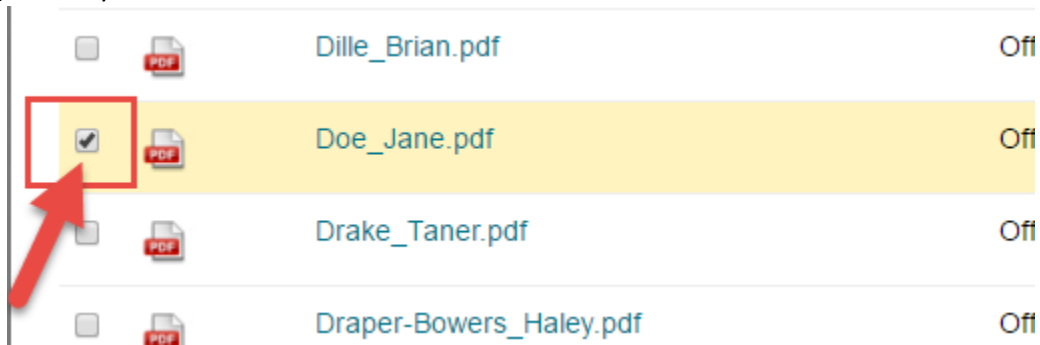 Dille_Brian.pdf Off
Doe_Jane.pdf Off
Drake_Taner.pdf Off
Draper-Bowers_Haley.pdf Off
PDF
PDF
PDF
PDF